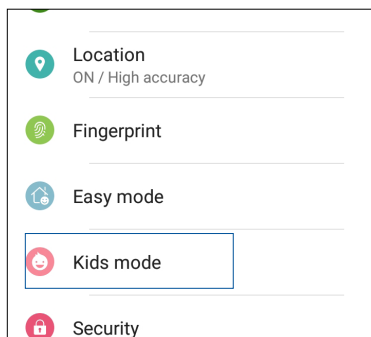 Location
ON / High accuracy
Fingerprint
Easy mode
Kids mode
Security